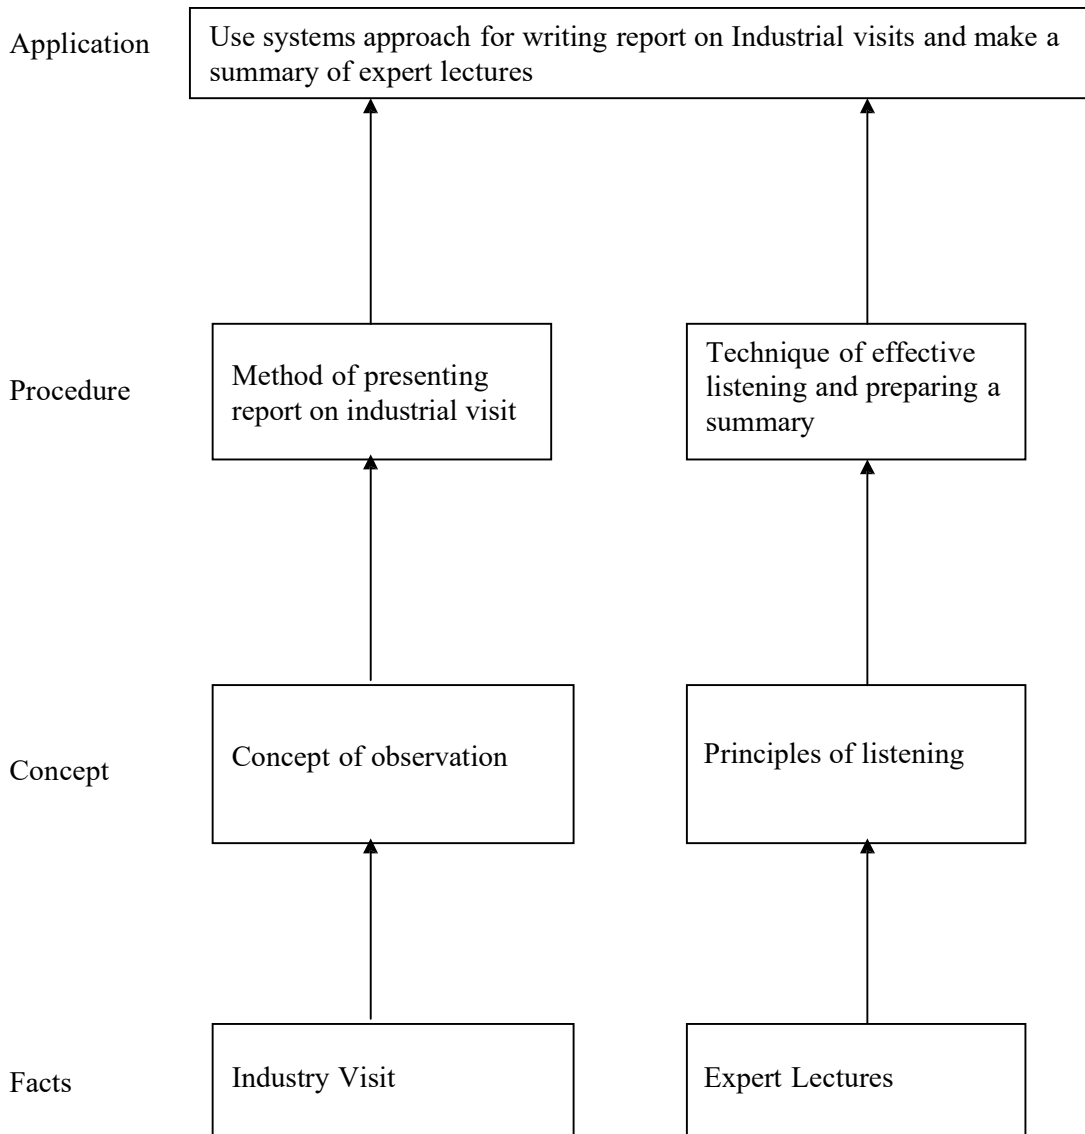 Application
Use systems approach for writing report on Industrial visits and make a
summary of expert lectures
Procedure
Method of presenting
report on industrial visit
Technique of effective
listening and preparing a
summary
Concept
Concept of observation
Principles of listening
Facts
Industry Visit
Expert Lectures